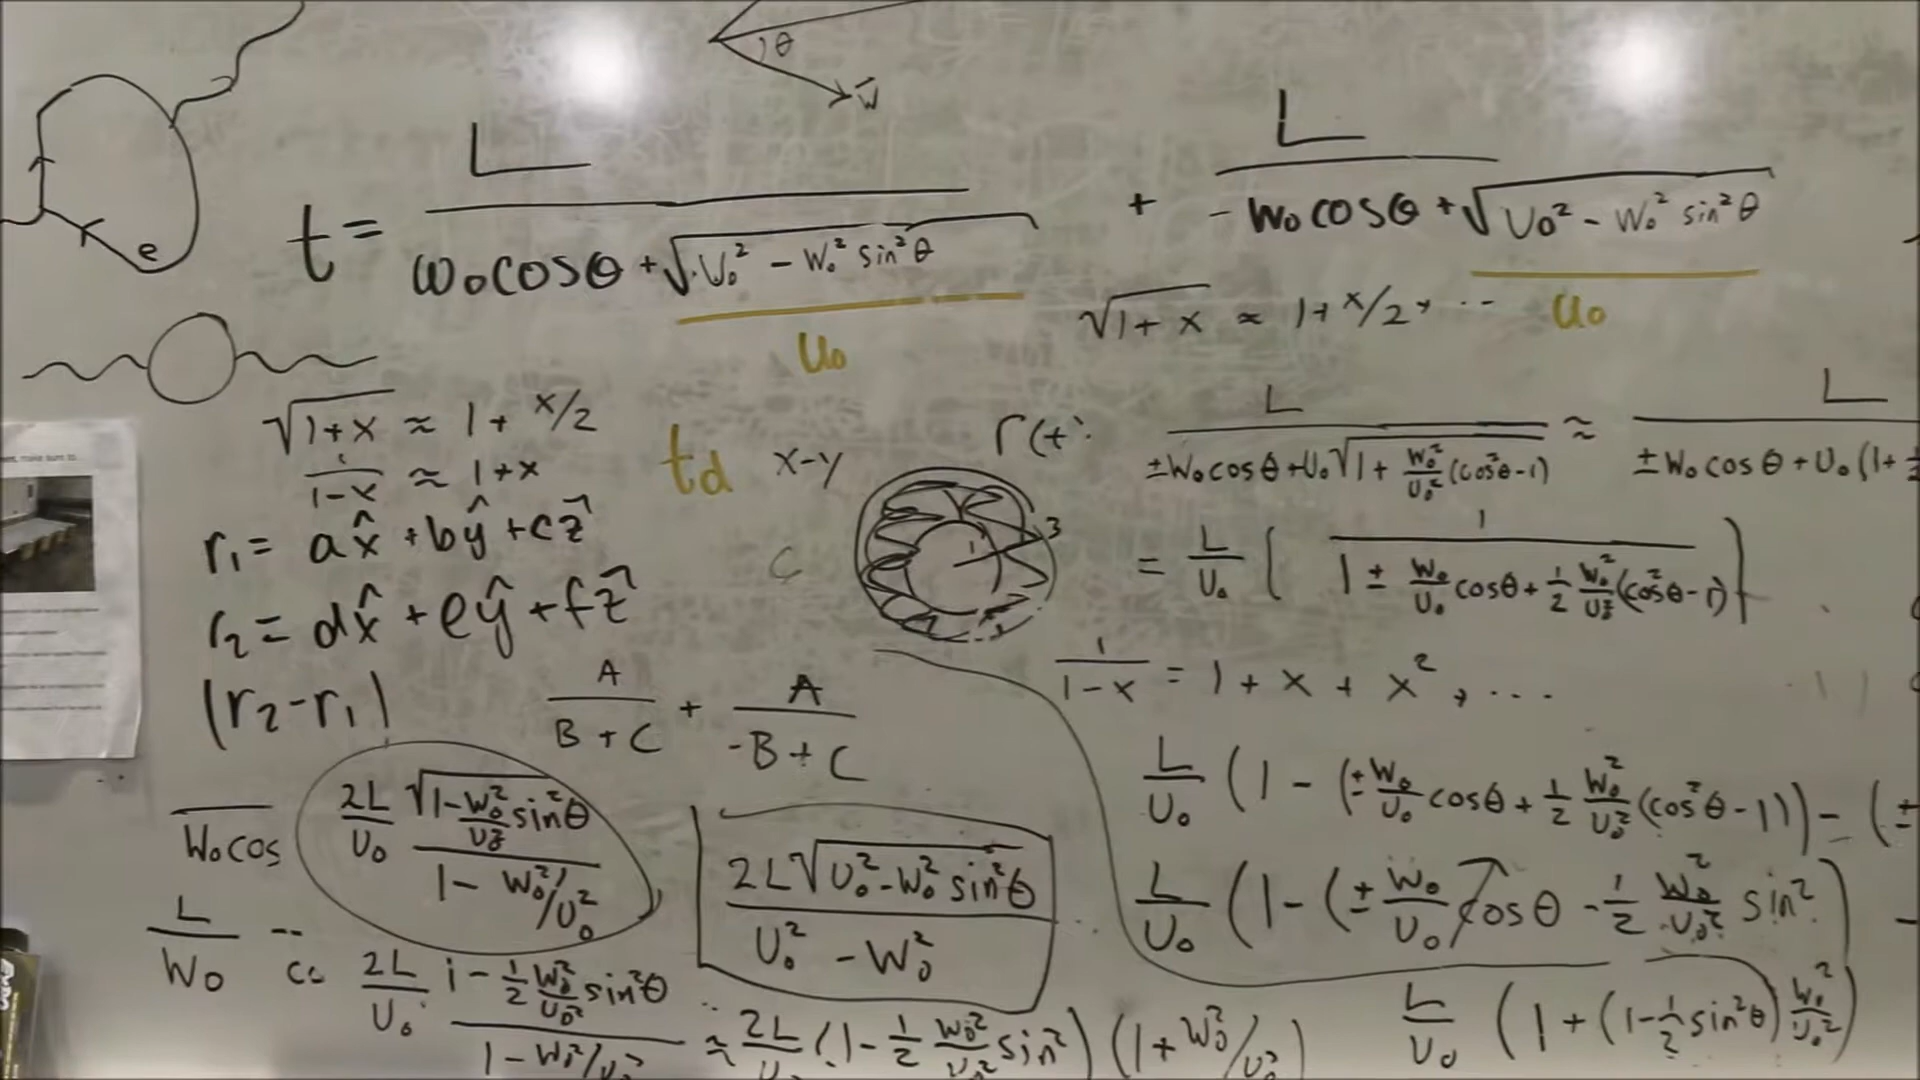 θ
w⃗
t = L / (W₀cosθ + √(U₀² - W₀² sin²θ)) + L / (-W₀cosθ + √(U₀² - W₀² sin²θ))
e
U₀
√(1+x) ≈ 1+x/2, ...
U₀
√(1+x) ≈ 1 + x/2
1/(1-x) ≈ 1+x
td
x-y
r(t)
L / (±W₀cosθ+U₀√(1+W₀²/U₀²(cos²θ-1))) ≈ L / (±W₀cosθ + U₀(1+
r₁ = ax̂ + bŷ + cz⃗
c
1
3
= L/U₀ ( 1 / (1 ± W₀/U₀ cosθ + 1/2 W₀²/U₀² (cos²θ-1) )
r₂ = dx̂ + eŷ + fz⃗
1/(1-x) = 1 + x + x², ...
|r₂-r₁|
A/(B+C) + A/(-B+C)
L/U₀ (1 - (±W₀/U₀ cosθ + 1/2 W₀²/U₀² (cos²θ-1)) - (±
W₀cos
2L/U₀ √(1-W₀²/U₀² sin²θ) / (1 - W₀²/U₀²)
2L√(U₀²-W₀² sin²θ) / (U₀² - W₀²)
L/U₀ (1 - (± W₀/U₀ cosθ - 1/2 W₀²/U₀² sin² ) -
L/W₀ --
cc 2L/U₀ (1 - 1/2 W₀²/U₀² sin²θ) / (1 - W₀²/U₀²) ≈ 2L/U₀ (1 - 1/2 W₀²/U₀² sin²) (1 + W₀²/U₀²)
L/U₀ (1 + (1-1/2 sin²θ) W₀²/U₀²)